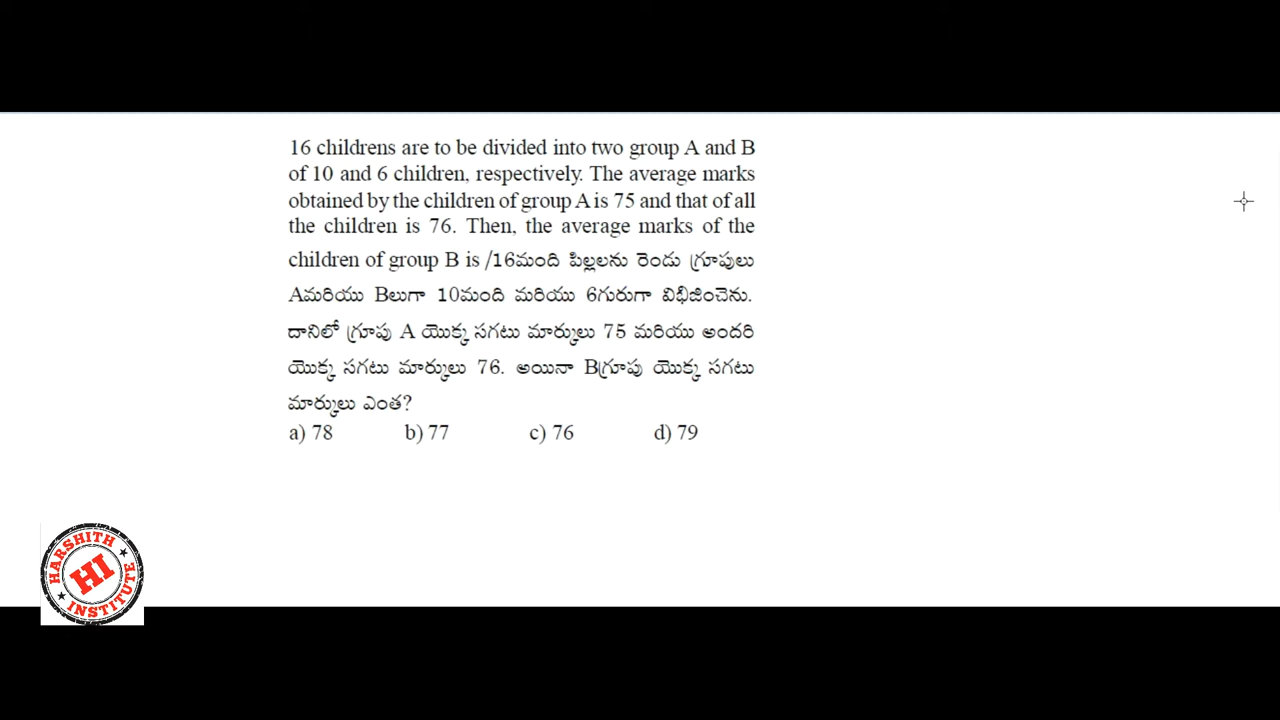 16 childrens are to be divided into two group A and B
of 10 and 6 children, respectively. The average marks
obtained by the children of group A is 75 and that of all
the children is 76. Then, the average marks of the
children of group B is /16మంది పిల్లలను రెండు గ్రూపులు
Aమరియు Bలుగా 10మంది మరియు 6గురుగా విభిజించెను.
దానిలో గ్రూపు A యొక్క సగటు మార్కులు 75 మరియు అందరి
యొక్క సగటు మార్కులు 76. అయినా Bగ్రూపు యొక్క సగటు
మార్కులు ఎంత?
a) 78 b) 77 c) 76 d) 79
HARSHITH
HI
INSTITUTE